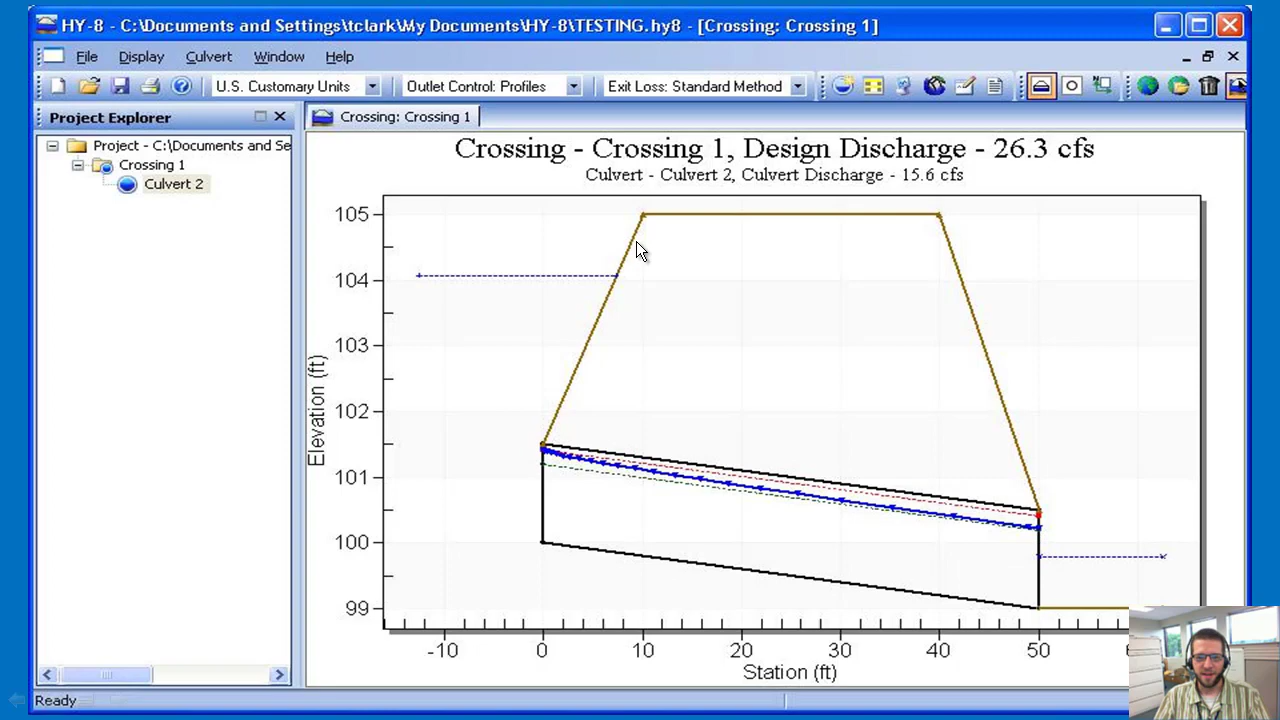 HY-8 - C:\Documents and Settings\tclark\My Documents\HY-8\TESTING.hy8 - [Crossing: Crossing 1]
File Display Culvert Window Help
U.S. Customary Units Outlet Control: Profiles Exit Loss: Standard Method
Project Explorer
Project - C:\Documents and Se
Crossing 1
Culvert 2
Crossing: Crossing 1
Crossing - Crossing 1, Design Discharge - 26.3 cfs
Culvert - Culvert 2, Culvert Discharge - 15.6 cfs
105
104
103
102
101
100
99
Elevation (ft)
-10 0 10 20 30 40 50
Station (ft)
Ready